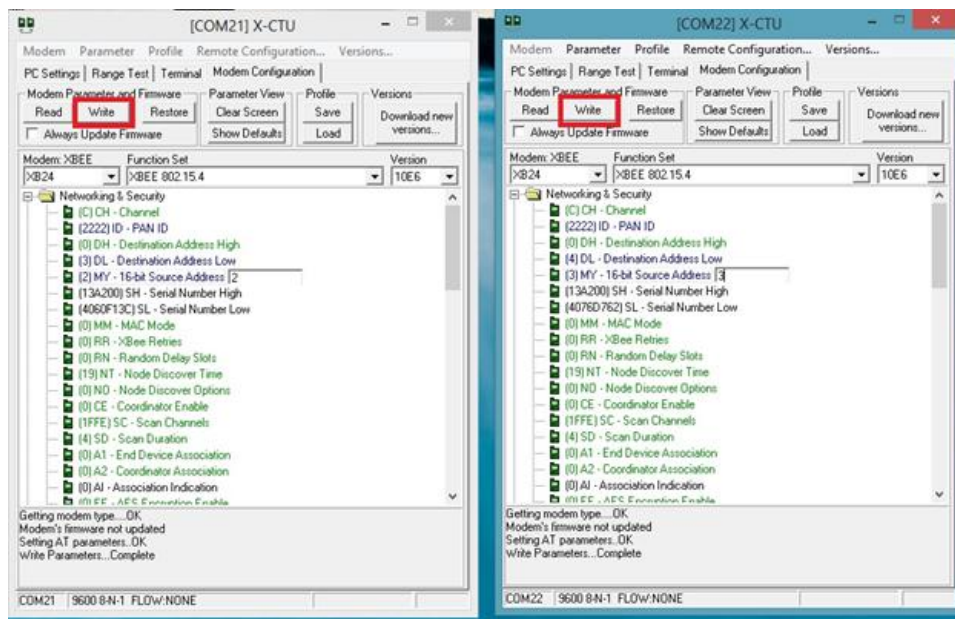 [COM21] X-CTU
Modem Parameter Profile Remote Configuration... Versions...
PC Settings Range Test Terminal Modem Configuration
Modem Parameter and Firmware Parameter View Profile Versions
Read Write Restore Clear Screen Save Download new versions...
Always Update Firmware Show Defaults Load
Modem: XBEE Function Set Version
XB24 XBEE 802.15.4 10E6
Networking & Security
(C) CH - Channel
(2222) ID - PAN ID
(0) DH - Destination Address High
(3) DL - Destination Address Low
(2) MY - 16-bit Source Address 2
(13A200) SH - Serial Number High
(4060F13C) SL - Serial Number Low
(0) MM - MAC Mode
(0) RR - XBee Retries
(0) RN - Random Delay Slots
(19) NT - Node Discover Time
(0) NO - Node Discover Options
(0) CE - Coordinator Enable
(1FFE) SC - Scan Channels
(4) SD - Scan Duration
(0) A1 - End Device Association
(0) A2 - Coordinator Association
(0) AI - Association Indication
(0) EE - AES Encryption Enable
Getting modem type....OK
Modem's firmware not updated
Setting AT parameters..OK
Write Parameters...Complete
COM21 9600 8-N-1 FLOW:NONE
[COM22] X-CTU
Modem Parameter Profile Remote Configuration... Versions...
PC Settings Range Test Terminal Modem Configuration
Modem Parameter and Firmware Parameter View Profile Versions
Read Write Restore Clear Screen Save Download new versions...
Always Update Firmware Show Defaults Load
Modem: XBEE Function Set Version
XB24 XBEE 802.15.4 10E6
Networking & Security
(C) CH - Channel
(2222) ID - PAN ID
(0) DH - Destination Address High
(4) DL - Destination Address Low
(3) MY - 16-bit Source Address 3
(13A200) SH - Serial Number High
(4076D762) SL - Serial Number Low
(0) MM - MAC Mode
(0) RR - XBee Retries
(0) RN - Random Delay Slots
(19) NT - Node Discover Time
(0) NO - Node Discover Options
(0) CE - Coordinator Enable
(1FFE) SC - Scan Channels
(4) SD - Scan Duration
(0) A1 - End Device Association
(0) A2 - Coordinator Association
(0) AI - Association Indication
(0) EE - AES Encryption Enable
Getting modem type....OK
Modem's firmware not updated
Setting AT parameters..OK
Write Parameters...Complete
COM22 9600 8-N-1 FLOW:NONE